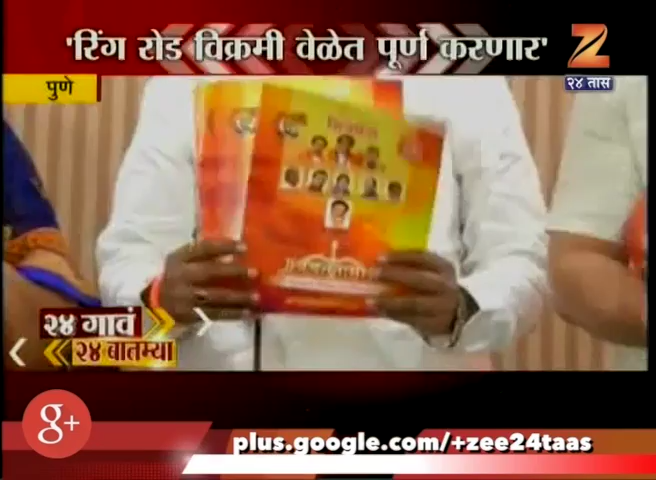 'रिंग रोड विक्रमी वेळेत पूर्ण करणार'
२४ तास
पुणे
२४ गावं
२४ बातम्या
g+
plus.google.com/+zee24taas